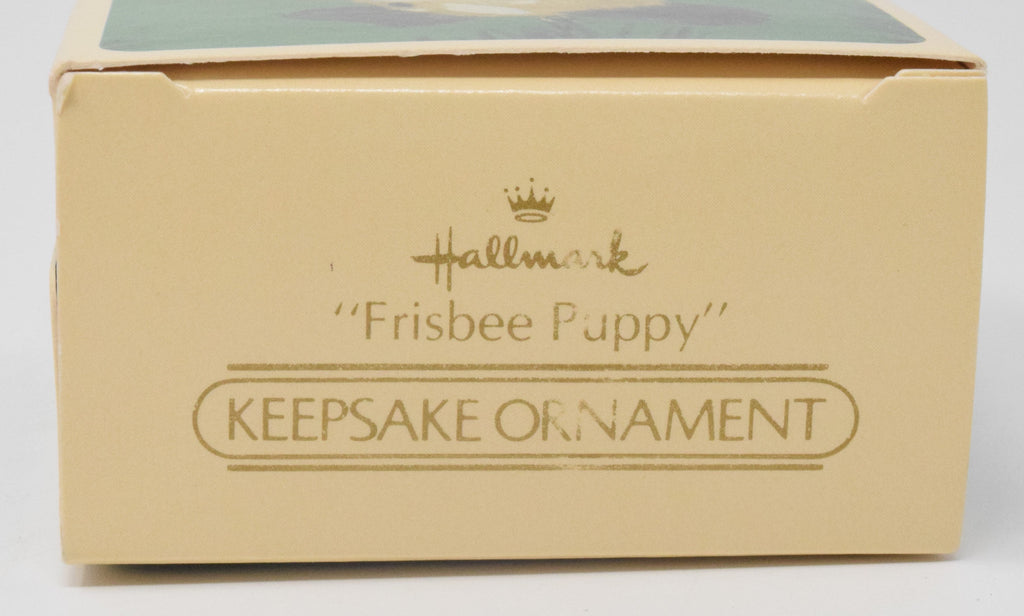 Hallmark
"Frisbee Puppy"
KEEPSAKE ORNAMENT